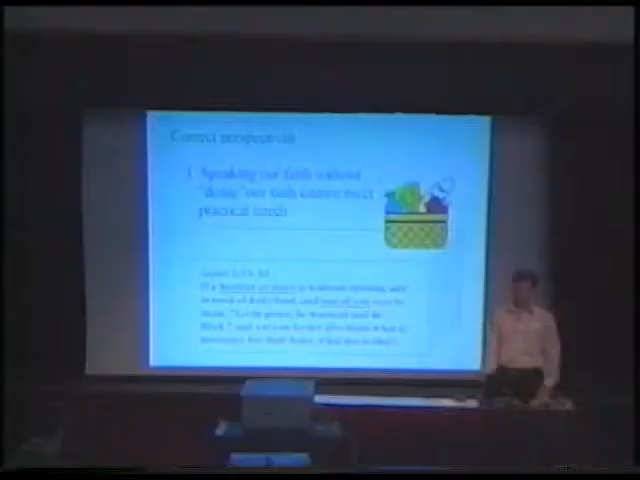 Correct perspectives
1. Speaking our faith without
"doing" our faith cannot meet
practical needs
James 2:15-16
If a brother or sister is without clothing, and
in need of daily food, and one of you says to
them, "Go in peace, be warmed and be
filled," and yet you do not give them what is
necessary for their body, what use is that?